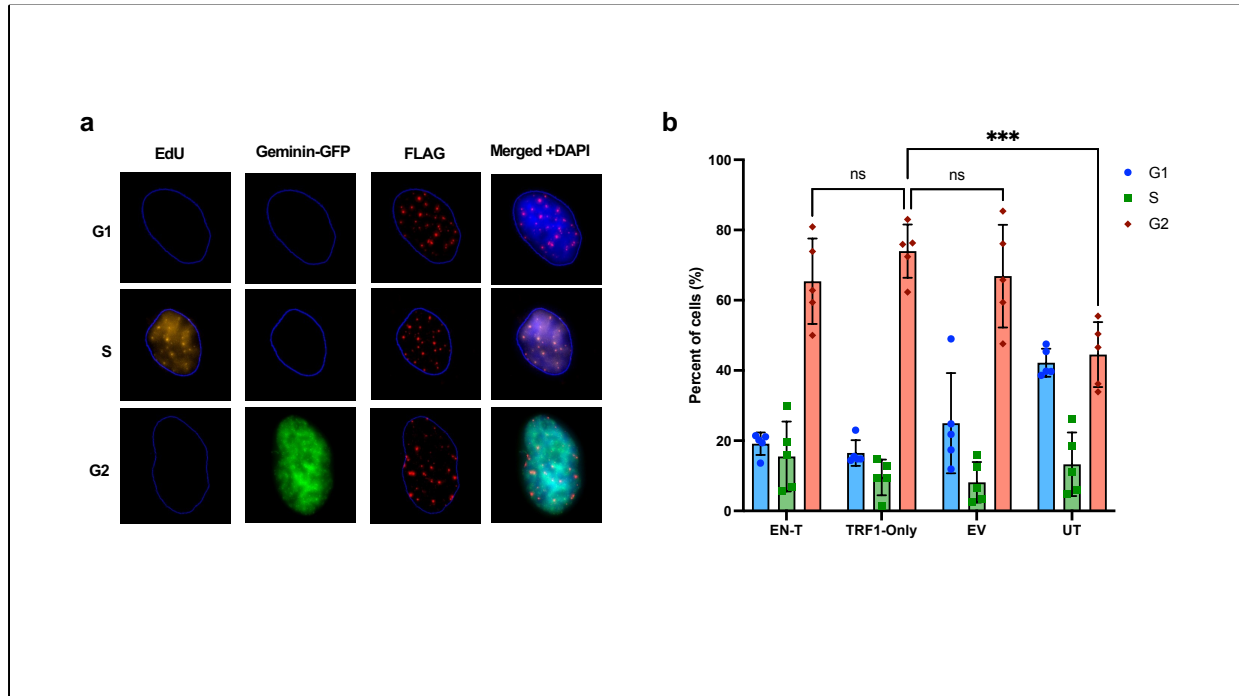 a
EdU Geminin-GFP FLAG Merged +DAPI
G1
S
G2
b
***
ns ns
G1
S
G2
Percent of cells (%)
100
80
60
40
20
0
EN-T TRF1-Only EV UT